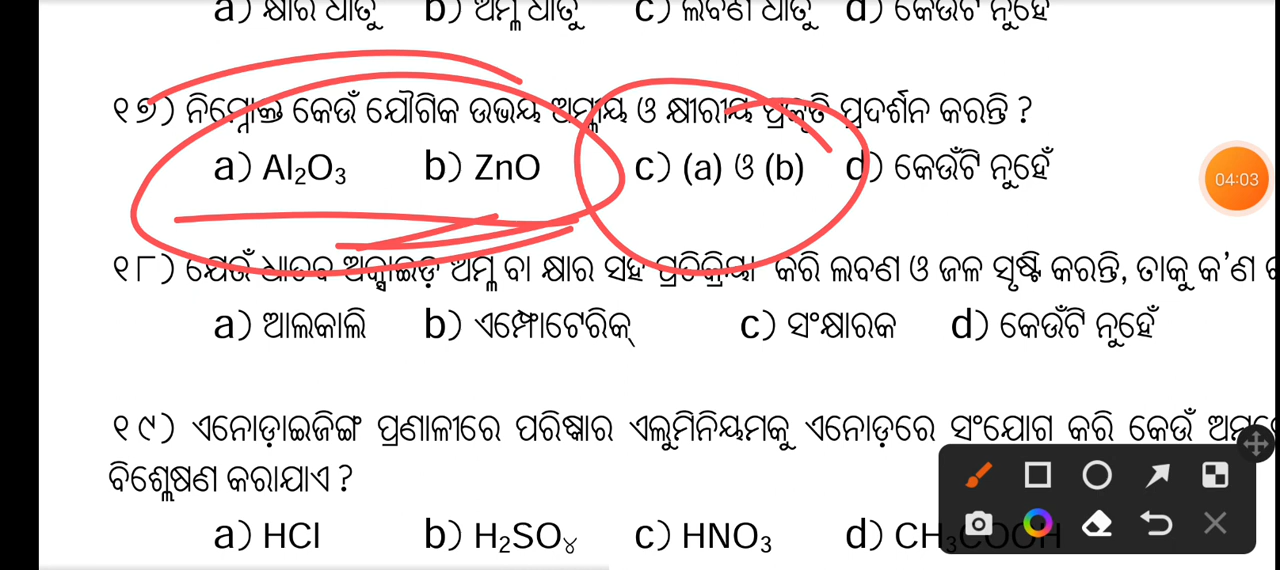 a) କ୍ଷାର ଧାତୁ b) ଅମ୍ଳ ଧାତୁ c) ଲବଣ ଧାତୁ d) କେଉଁଟି ନୁହେଁ
୧୭) ନିମ୍ନୋକ୍ତ କେଉଁ ଯୌଗିକ ଉଭୟ ଅମ୍ଳୀୟ ଓ କ୍ଷାରୀୟ ପ୍ରକୃତି ପ୍ରଦର୍ଶନ କରନ୍ତି ?
a) Al₂O₃ b) ZnO c) (a) ଓ (b) d) କେଉଁଟି ନୁହେଁ
04:03
୧୮) ଯେଉଁ ଧାତବ ଅକ୍ସାଇଡ଼ ଅମ୍ଳ ବା କ୍ଷାର ସହ ପ୍ରତିକ୍ରିୟା କରି ଲବଣ ଓ ଜଳ ସୃଷ୍ଟି କରନ୍ତି, ତାକୁ କ'ଣ
a) ଆଲକାଲି b) ଏମ୍ଫୋଟେରିକ୍ c) ସଂକ୍ଷାରକ d) କେଉଁଟି ନୁହେଁ
୧୯) ଏନୋଡ଼ାଇଜିଙ୍ଗ ପ୍ରଣାଳୀରେ ପରିଷ୍କାର ଏଲୁମିନିୟମକୁ ଏନୋଡ଼ରେ ସଂଯୋଗ କରି କେଉଁ
ବିଶ୍ଳେଷଣ କରାଯାଏ ?
a) HCl b) H₂SO₄ c) HNO₃ d) CH₃COOH